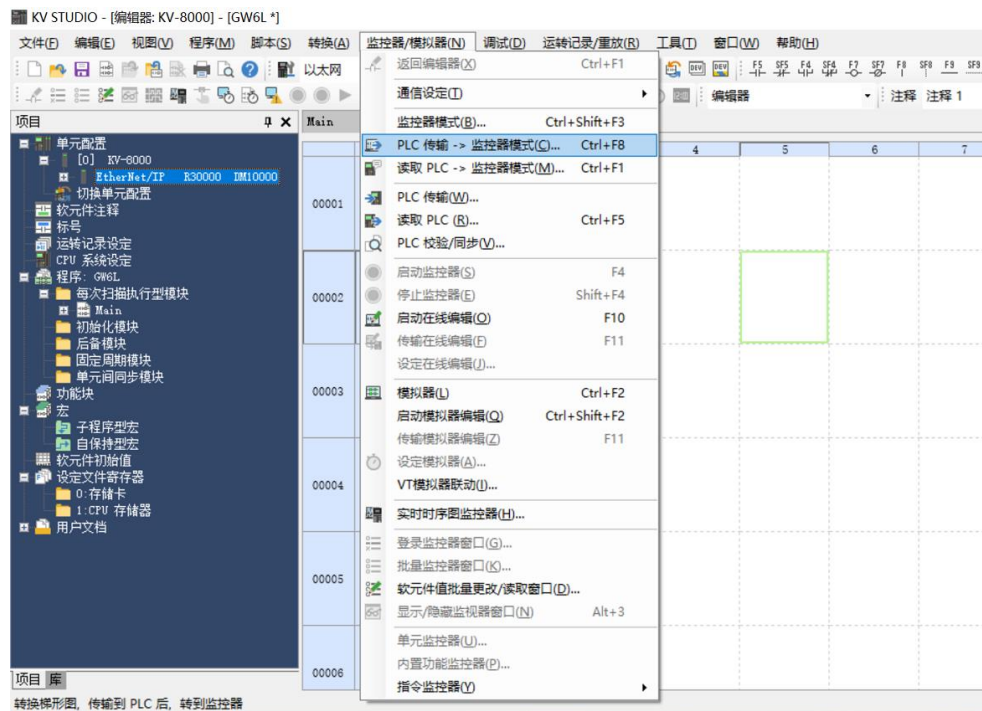 KV STUDIO - [编辑器: KV-8000] - [GW6L *]
文件(F) 编辑(E) 视图(V) 程序(M) 脚本(S) 转换(A) 监控器/模拟器(N) 调试(D) 运转记录/重放(R) 工具(T) 窗口(W) 帮助(H)
以太网
编辑器 注释 注释 1
F5 SF5 F4 SF4 F7 SF7 F8 SF8 F9 SF9
项目
单元配置
[0] KV-8000
EtherNet/IP R30000 DM10000
切换单元配置
软元件注释
标号
运转记录设定
CPU 系统设定
程序: GW6L
每次扫描执行型模块
Main
初始化模块
后备模块
固定周期模块
单元间同步模块
功能块
宏
子程序型宏
自保持型宏
软元件初始值
设定文件寄存器
0:存储卡
1:CPU 存储器
用户文档
项目 库
Main
4 5 6 7
00001
00002
00003
00004
00005
00006
返回编辑器(X) Ctrl+F1
通信设定(T)
监控器模式(B)... Ctrl+Shift+F3
PLC 传输 -> 监控器模式(C)... Ctrl+F8
读取 PLC -> 监控器模式(M)... Ctrl+F1
PLC 传输(W)...
读取 PLC (R)... Ctrl+F5
PLC 校验/同步(V)...
启动监控器(S) F4
停止监控器(E) Shift+F4
启动在线编辑(O) F10
传输在线编辑(F) F11
设定在线编辑(J)...
模拟器(L) Ctrl+F2
启动模拟器编辑(Q) Ctrl+Shift+F2
传输模拟器编辑(Z) F11
设定模拟器(A)...
VT模拟器联动(I)...
实时时序图监控器(H)...
登录监控器窗口(G)...
批量监控器窗口(K)...
软元件值批量更改/读取窗口(D)...
显示/隐藏监视器窗口(N) Alt+3
单元监控器(U)...
内置功能监控器(P)...
指令监控器(Y)
转换梯形图, 传输到 PLC 后, 转到监控器